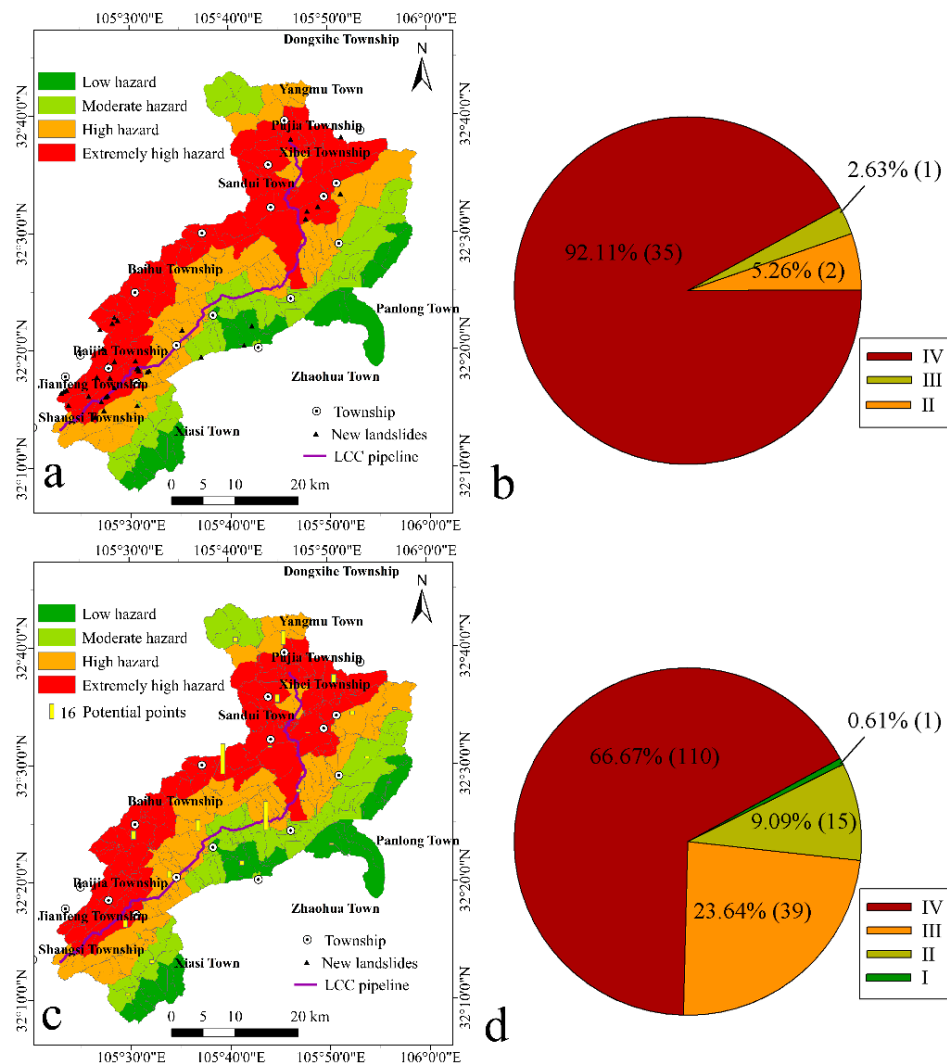 105°30'0"E 105°40'0"E 105°50'0"E 106°0'0"E
Dongxihe Township
N
Low hazard
Moderate hazard
High hazard
Extremely high hazard
Yangmu Town
Pujia Township
Xibei Township
Sandui Town
Baihu Township
Panlong Town
Baijia Township
Zhaohua Town
Jianfeng Township
Shangsi Township
Xiasi Town
Township
New landslides
LCC pipeline
0 5 10 20 km
a
32°40'0"N
32°30'0"N
32°20'0"N
32°10'0"N
32°40'0"N
32°30'0"N
32°20'0"N
32°10'0"N
105°30'0"E 105°40'0"E 105°50'0"E 106°0'0"E
2.63% (1)
92.11% (35)
5.26% (2)
IV
III
II
b
105°30'0"E 105°40'0"E 105°50'0"E 106°0'0"E
Dongxihe Township
N
Low hazard
Moderate hazard
High hazard
Extremely high hazard
16 Potential points
Yangmu Town
Pujia Township
Xibei Township
Sandui Town
Baihu Township
Panlong Town
Baijia Township
Zhaohua Town
Jianfeng Township
Shangsi Township
Xiasi Town
Township
New landslides
LCC pipeline
0 5 10 20 km
c
32°40'0"N
32°30'0"N
32°20'0"N
32°10'0"N
32°40'0"N
32°30'0"N
32°20'0"N
32°10'0"N
105°30'0"E 105°40'0"E 105°50'0"E 106°0'0"E
0.61% (1)
66.67% (110)
9.09% (15)
23.64% (39)
IV
III
II
I
d